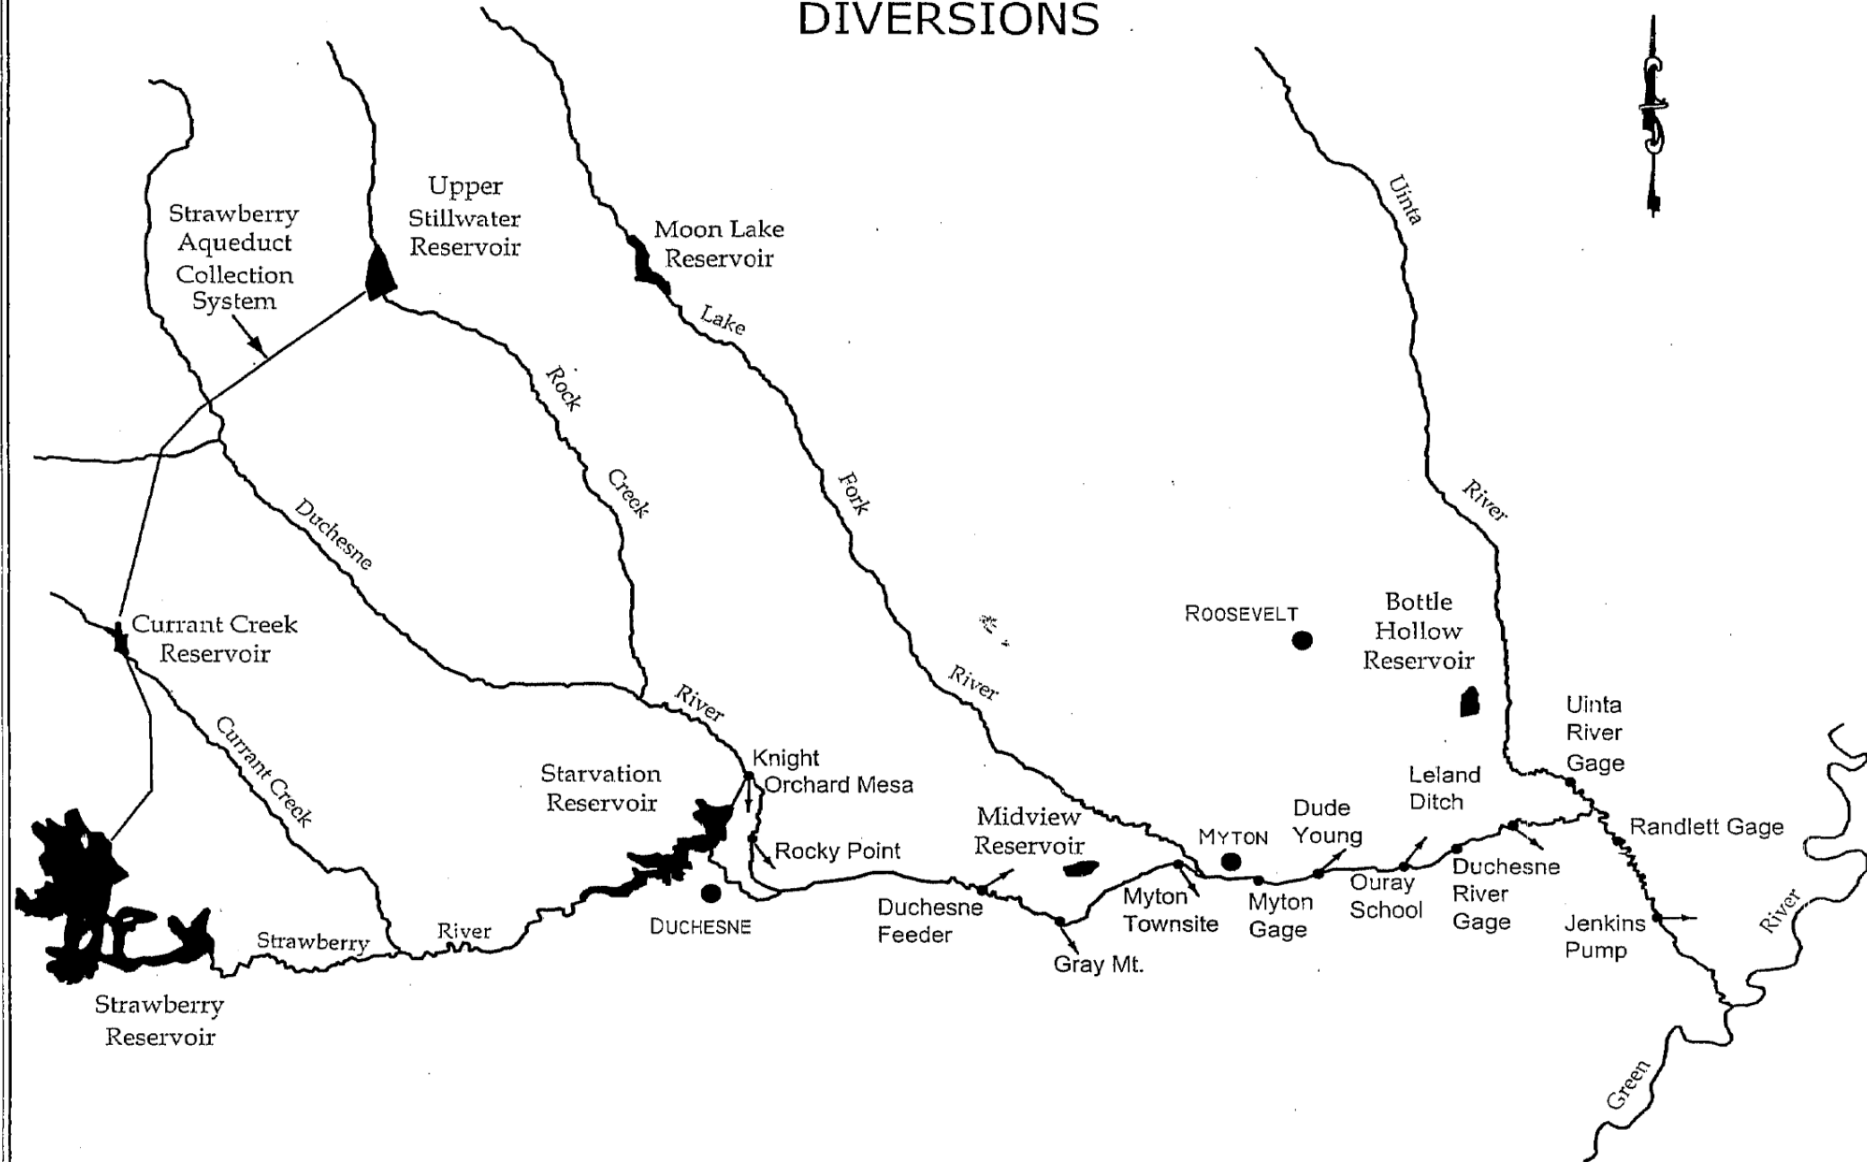 DIVERSIONS
Upper
Stillwater
Reservoir
Strawberry
Aqueduct
Collection
System
Moon Lake
Reservoir
Uinta
River
Lake
Fork
River
Rock
Creek
Duchesne
River
Currant Creek
Reservoir
Currant Creek
ROOSEVELT
Bottle
Hollow
Reservoir
Uinta
River
Gage
Knight
Orchard Mesa
Starvation
Reservoir
Rocky Point
Midview
Reservoir
MYTON
Dude
Young
Leland
Ditch
Randlett Gage
DUCHESNE
Duchesne
Feeder
Gray Mt.
Myton
Townsite
Myton
Gage
Ouray
School
Duchesne
River
Gage
Jenkins
Pump
Strawberry
River
Strawberry
Reservoir
Green
River